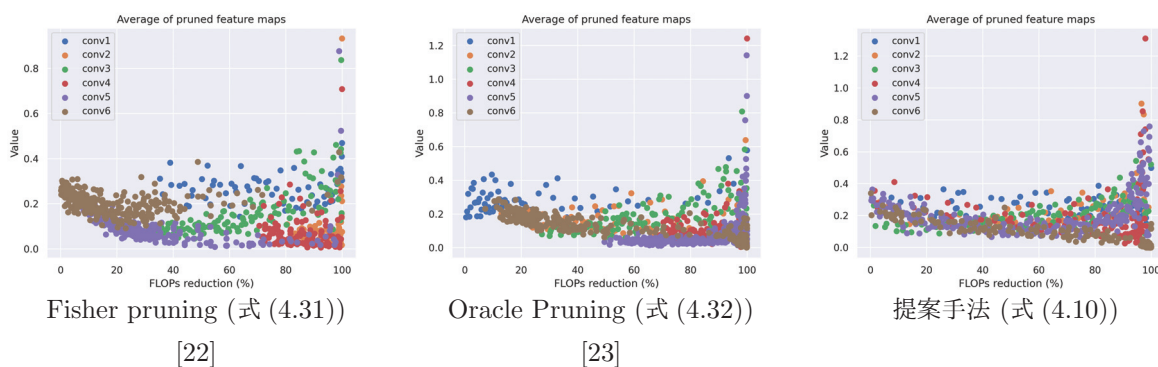 Average of pruned feature maps
conv1
conv2
conv3
conv4
conv5
conv6
Value
0.8
0.6
0.4
0.2
0.0
0 20 40 60 80 100
FLOPs reduction (%)
Fisher pruning (式 (4.31))
[22]
Average of pruned feature maps
conv1
conv2
conv3
conv4
conv5
conv6
Value
1.2
1.0
0.8
0.6
0.4
0.2
0.0
0 20 40 60 80 100
FLOPs reduction (%)
Oracle Pruning (式 (4.32))
[23]
Average of pruned feature maps
conv1
conv2
conv3
conv4
conv5
conv6
Value
1.2
1.0
0.8
0.6
0.4
0.2
0.0
0 20 40 60 80 100
FLOPs reduction (%)
提案手法 (式 (4.10))